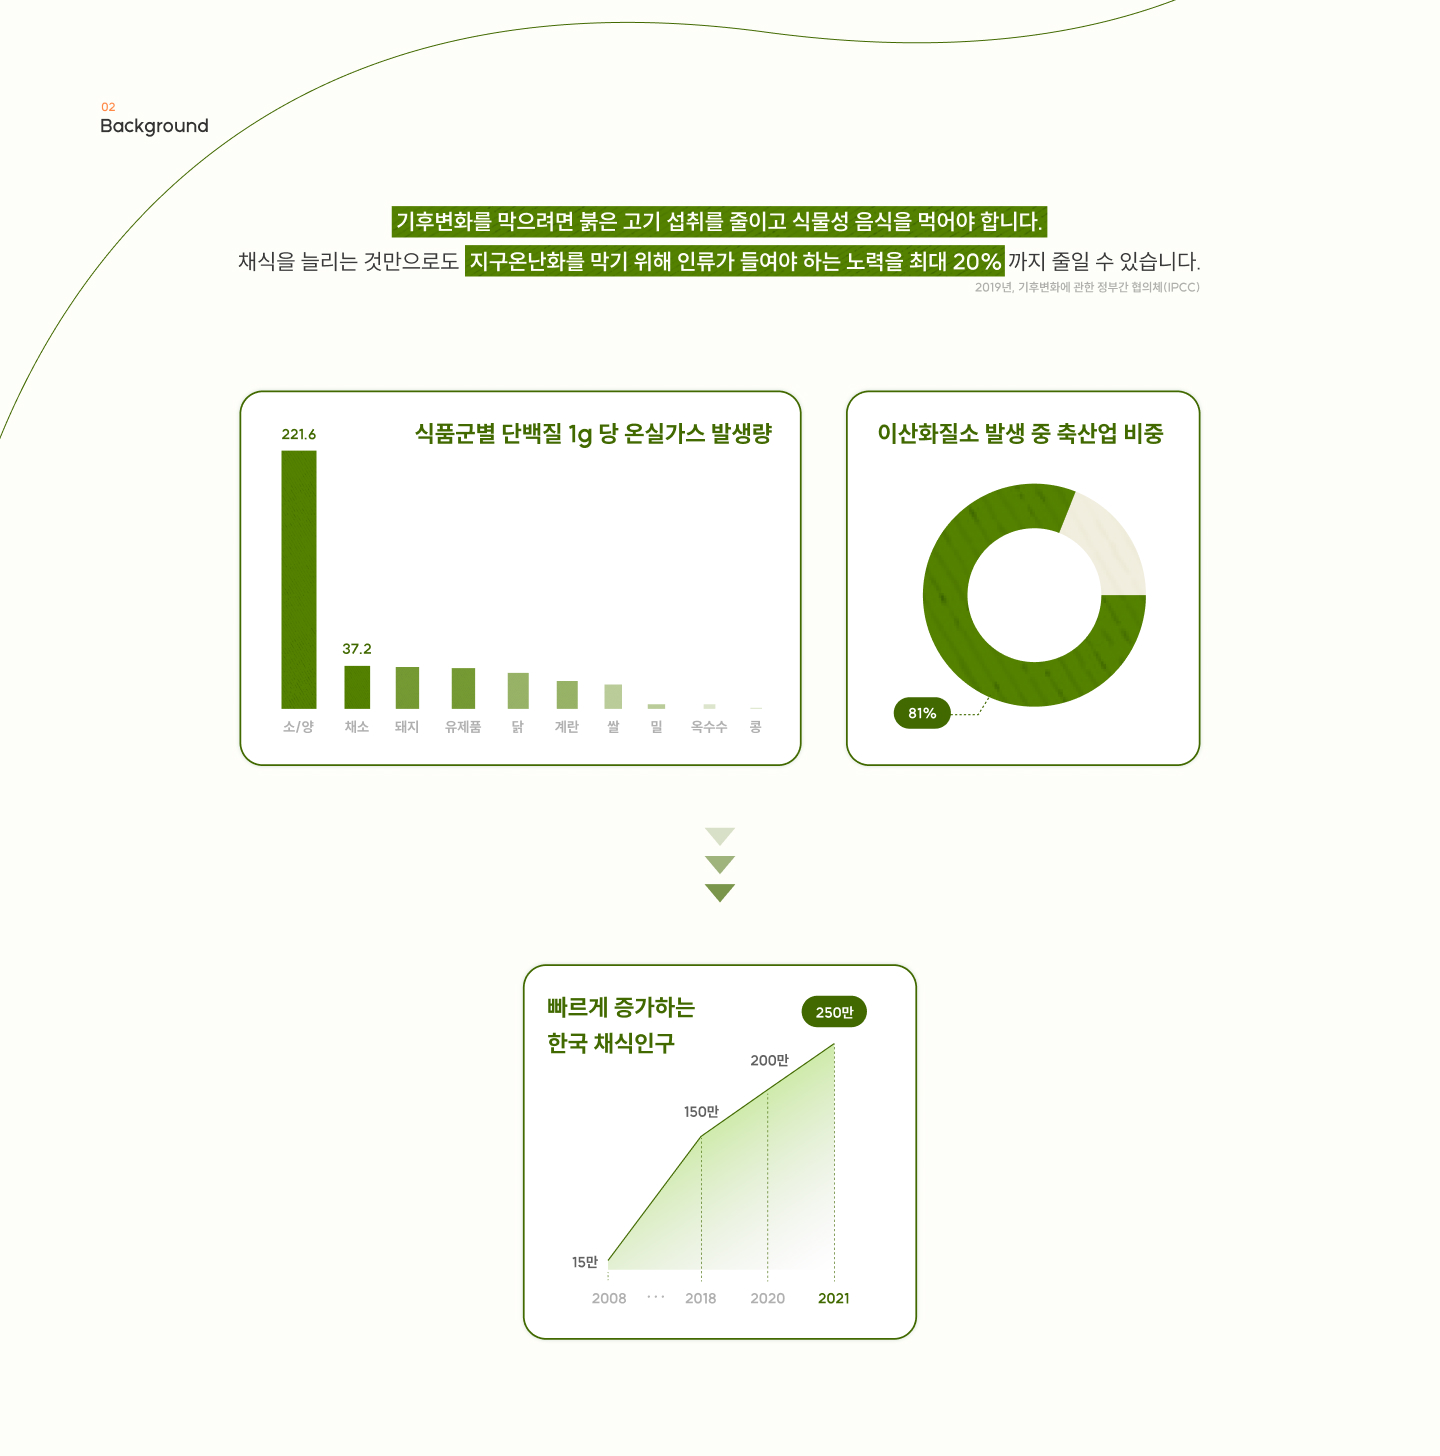 02
Background
기후변화를 막으려면 붉은 고기 섭취를 줄이고 식물성 음식을 먹어야 합니다.
채식을 늘리는 것만으로도 지구온난화를 막기 위해 인류가 들여야 하는 노력을 최대 20% 까지 줄일 수 있습니다.
2019년, 기후변화에 관한 정부간 협의체(IPCC)
식품군별 단백질 1g 당 온실가스 발생량
221.6
37.2
소/양 채소 돼지 유제품 닭 계란 쌀 밀 옥수수 콩
이산화질소 발생 중 축산업 비중
81%
빠르게 증가하는
한국 채식인구
250만
200만
150만
15만
2008 ··· 2018 2020 2021